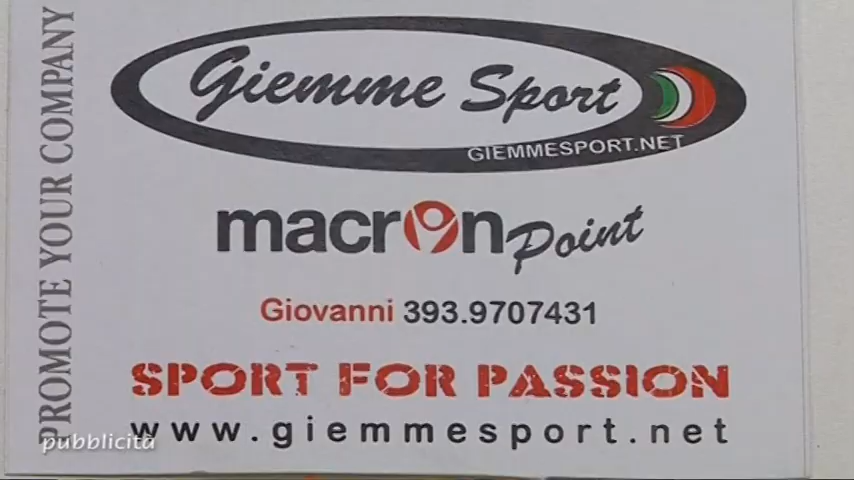 PROMOTE YOUR COMPANY
Giemme Sport
GIEMMESPORT.NET
macron Point
Giovanni 393.9707431
SPORT FOR PASSION
www.giemmesport.net
pubblicità